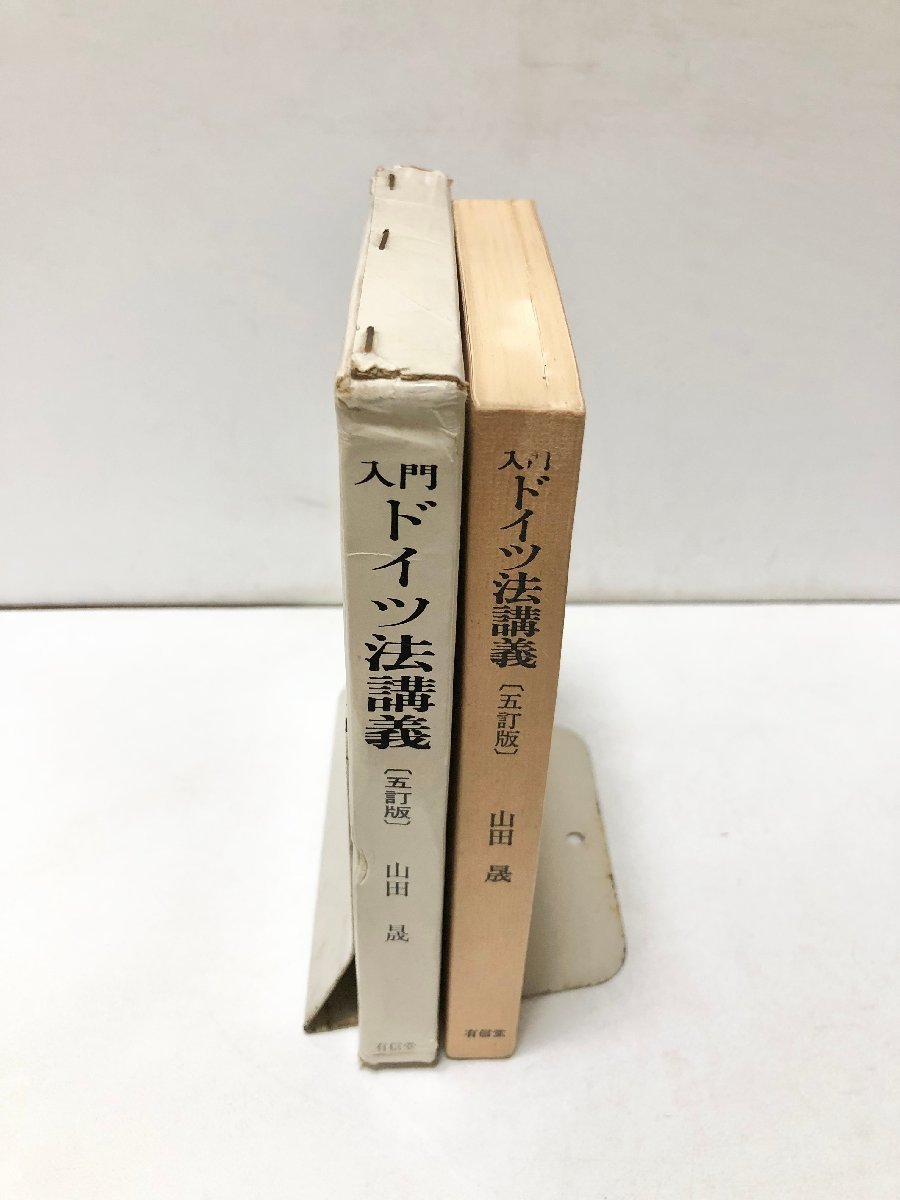 入門
ドイツ法講義
〔五訂版〕
山田 晟
有信堂
入門
ドイツ法講義
〔五訂版〕
山田 晟
有信堂